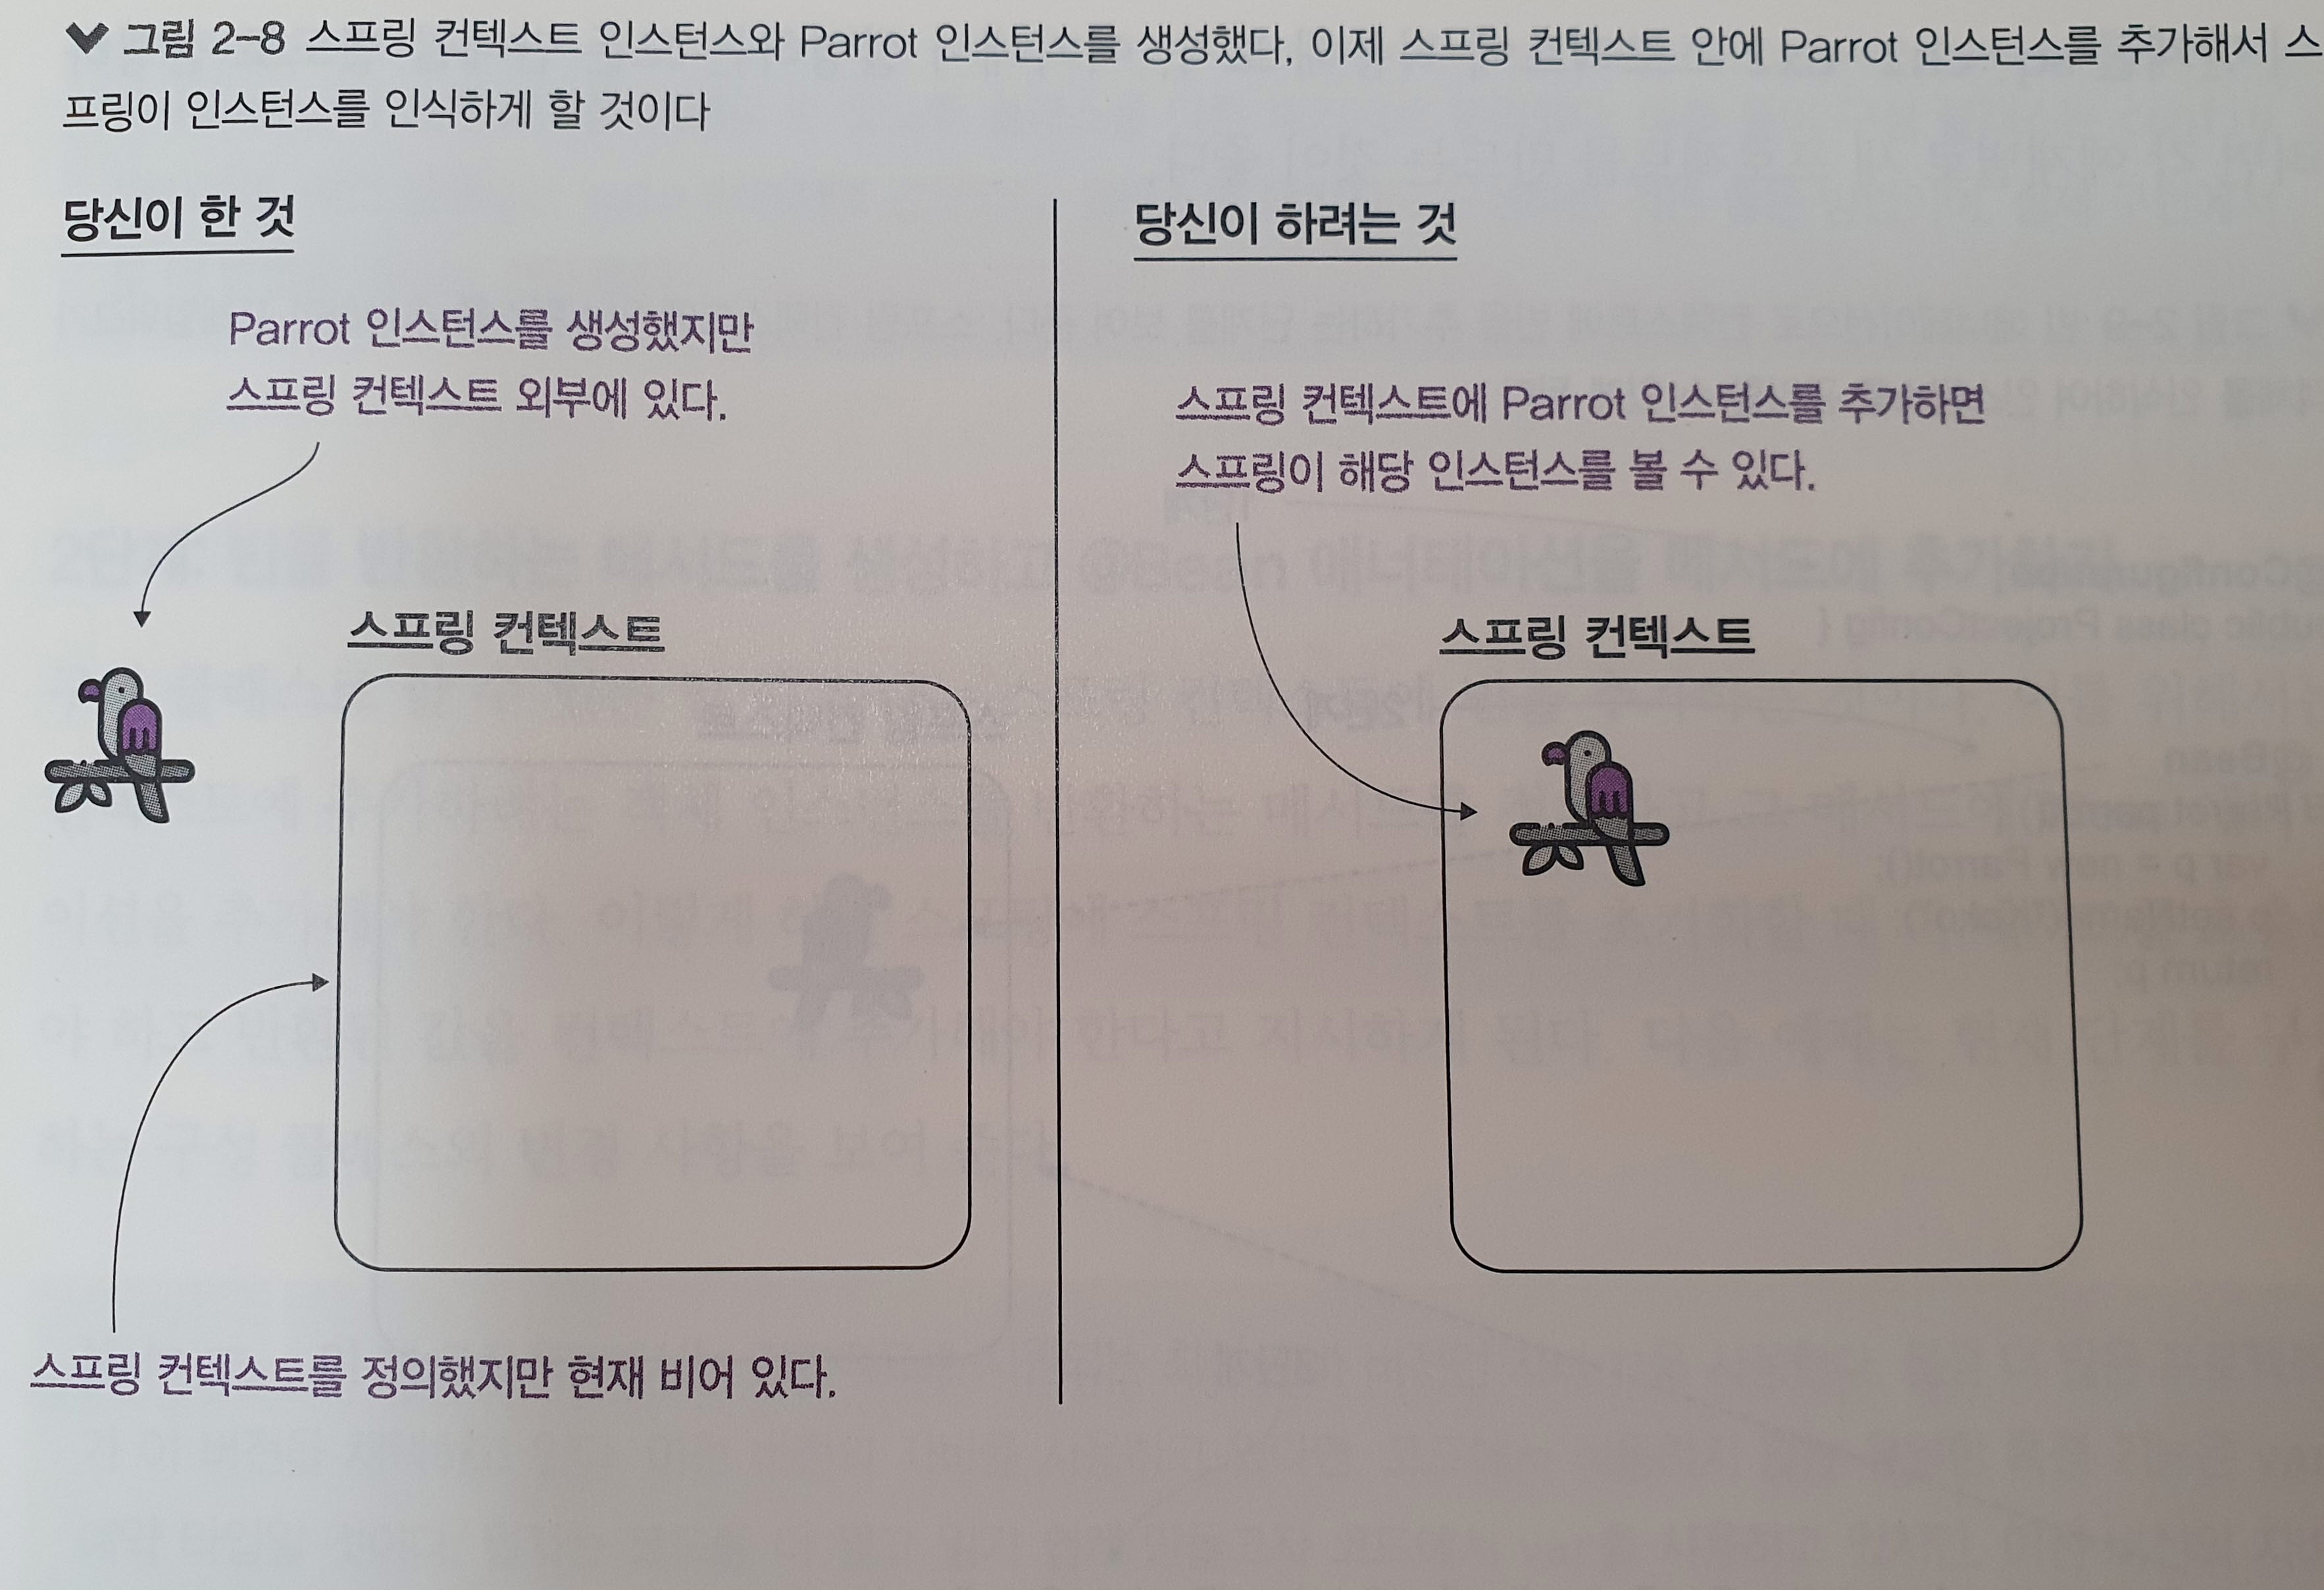 그림 2-8 스프링 컨텍스트 인스턴스와 Parrot 인스턴스를 생성했다, 이제 스프링 컨텍스트 안에 Parrot 인스턴스를 추가해서 스
프링이 인스턴스를 인식하게 할 것이다
당신이 한 것
Parrot 인스턴스를 생성했지만
스프링 컨텍스트 외부에 있다.
스프링 컨텍스트
스프링 컨텍스트를 정의했지만 현재 비어 있다.
당신이 하려는 것
스프링 컨텍스트에 Parrot 인스턴스를 추가하면
스프링이 해당 인스턴스를 볼 수 있다.
스프링 컨텍스트